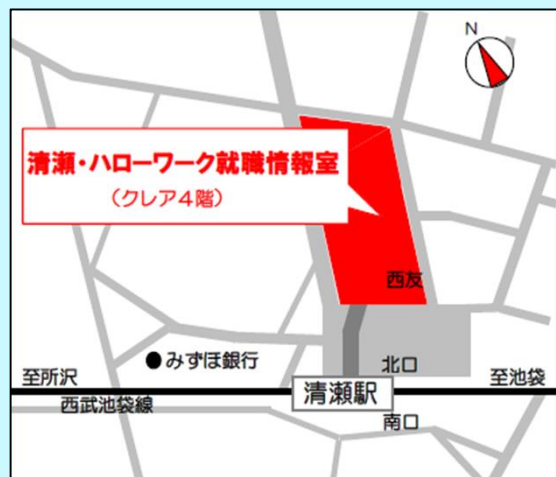 N
清瀬・ハローワーク就職情報室
（クレア４階）
西友
みずほ銀行
北口
至所沢
至池袋
清瀬駅
西武池袋線
南口